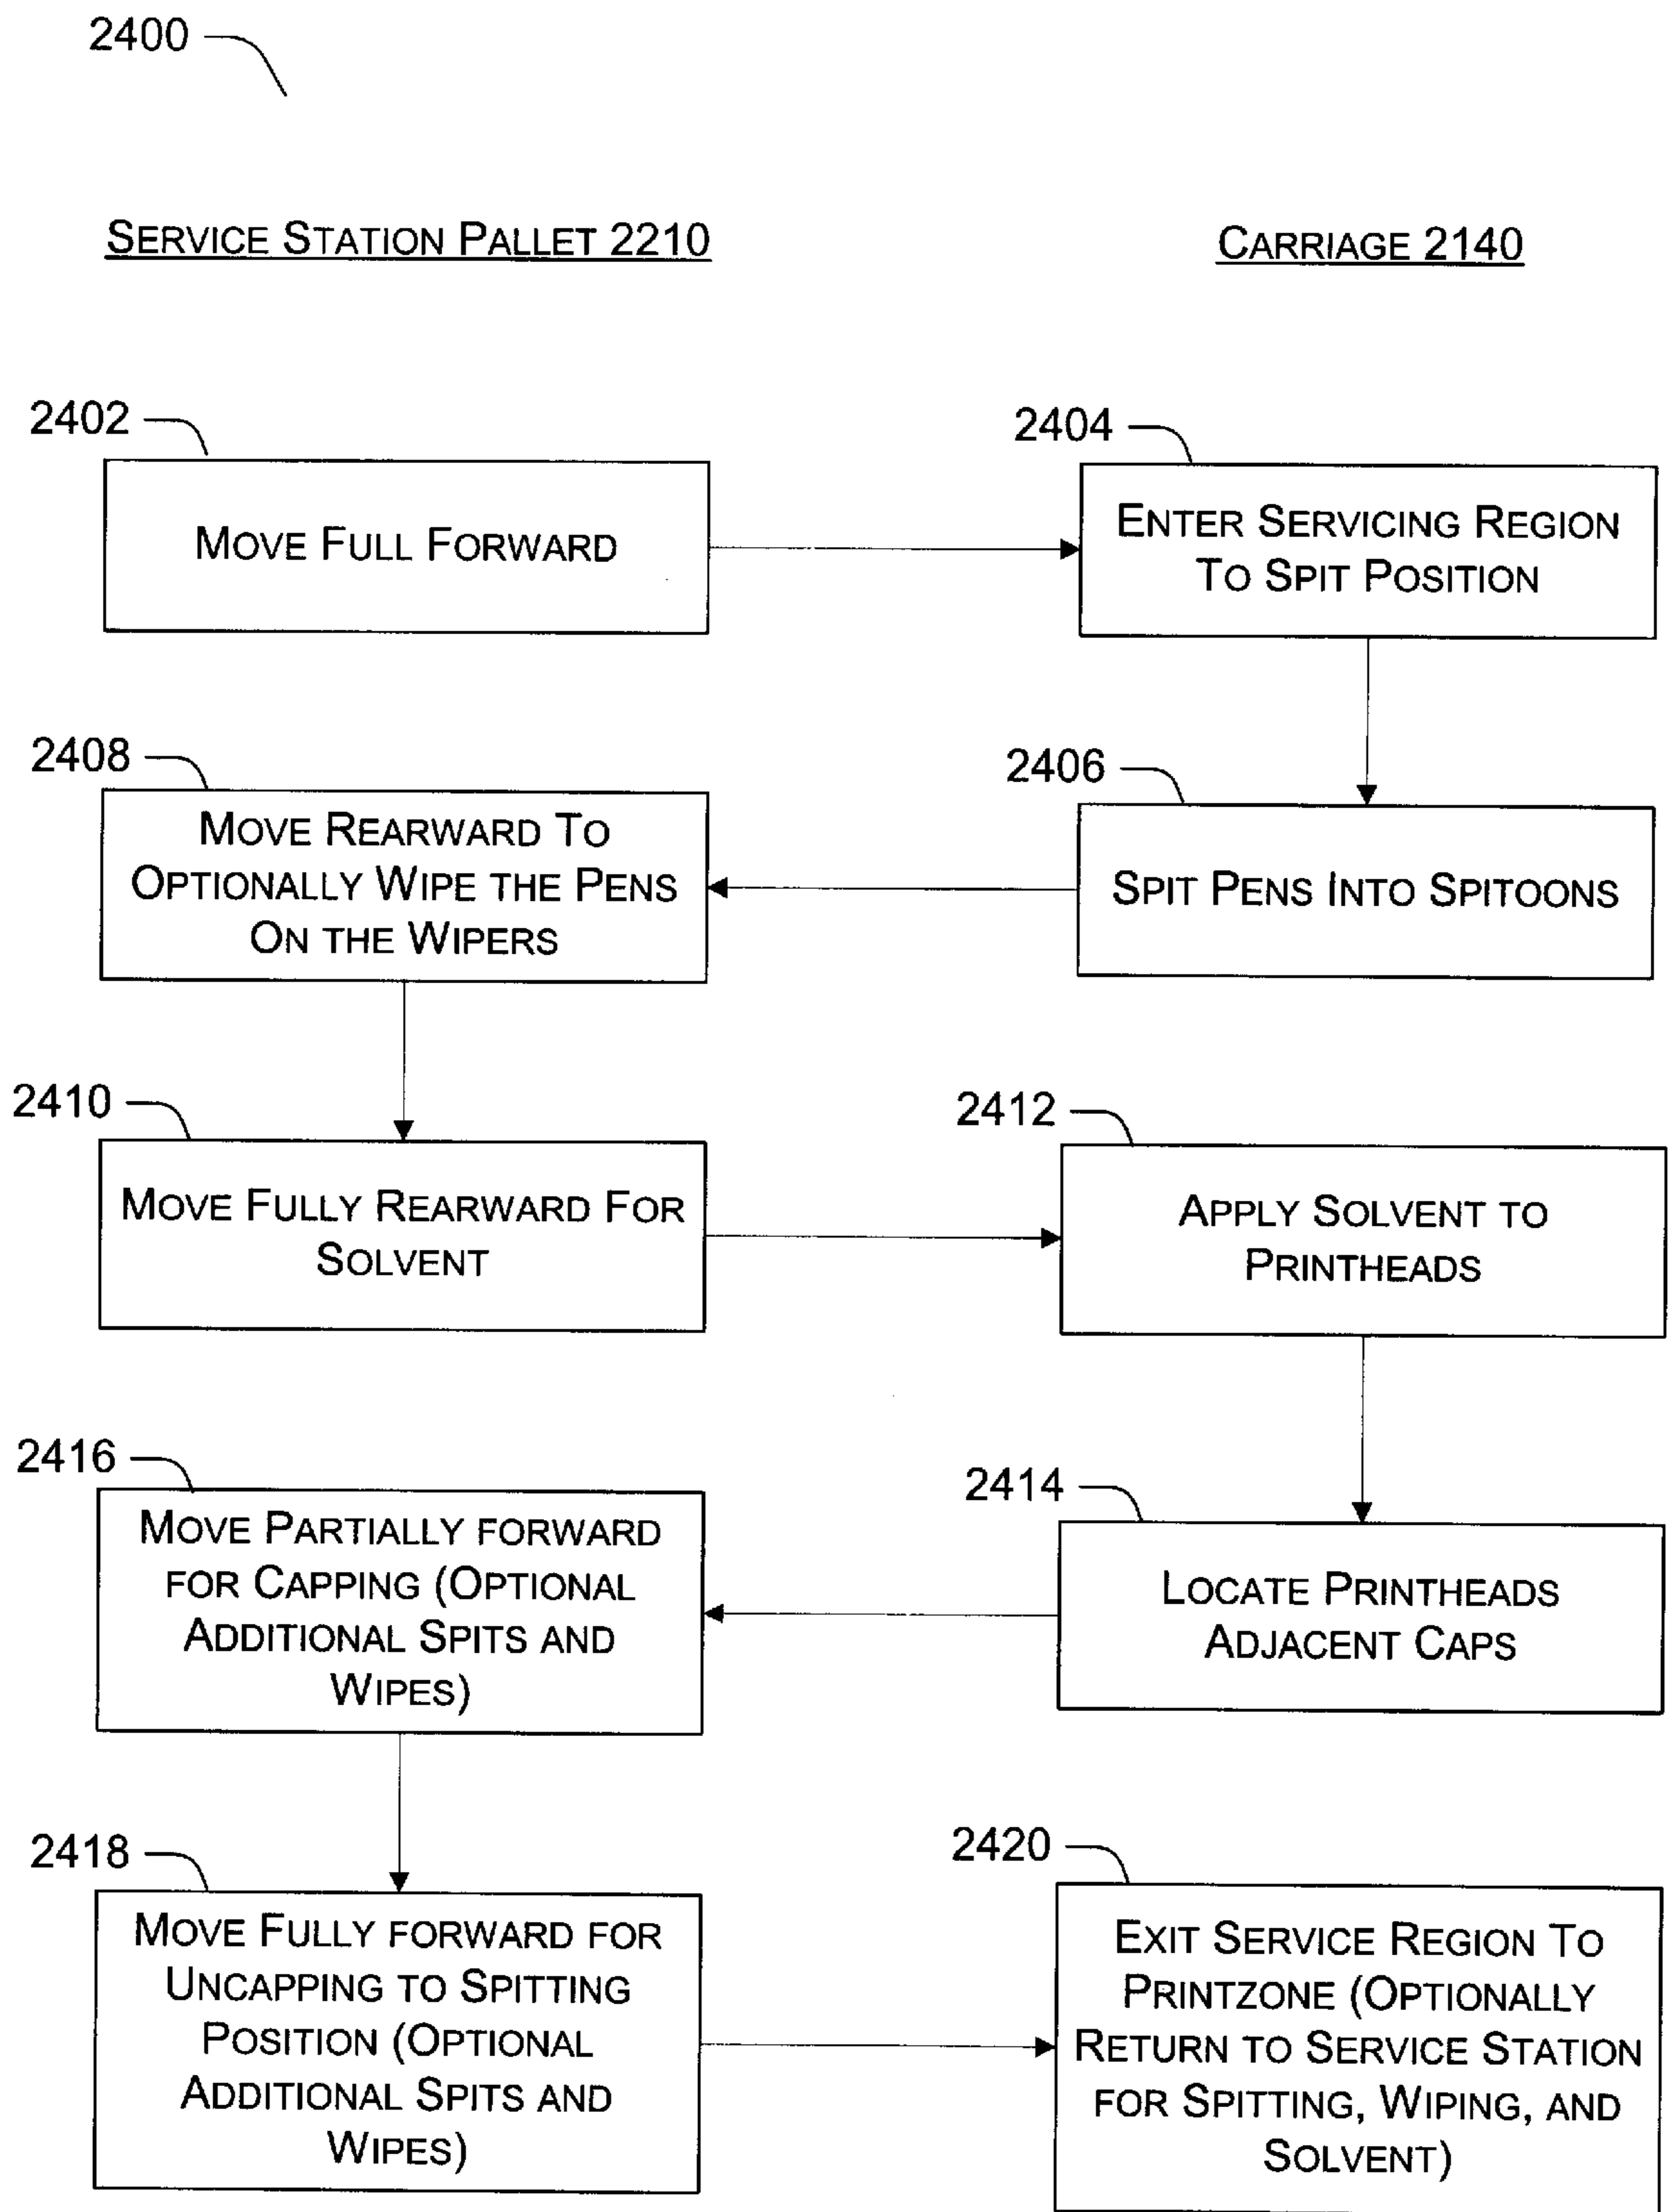 2400
SERVICE STATION PALLET 2210
CARRIAGE 2140
2402
MOVE FULL FORWARD
2404
ENTER SERVICING REGION
TO SPIT POSITION
2408
MOVE REARWARD TO
OPTIONALLY WIPE THE PENS
ON THE WIPERS
2406
SPIT PENS INTO SPITOONS
2410
MOVE FULLY REARWARD FOR
SOLVENT
2412
APPLY SOLVENT TO
PRINTHEADS
2416
MOVE PARTIALLY FORWARD
FOR CAPPING (OPTIONAL
ADDITIONAL SPITS AND
WIPES)
2414
LOCATE PRINTHEADS
ADJACENT CAPS
2418
MOVE FULLY FORWARD FOR
UNCAPPING TO SPITTING
POSITION (OPTIONAL
ADDITIONAL SPITS AND
WIPES)
2420
EXIT SERVICE REGION TO
PRINTZONE (OPTIONALLY
RETURN TO SERVICE STATION
FOR SPITTING, WIPING, AND
SOLVENT)